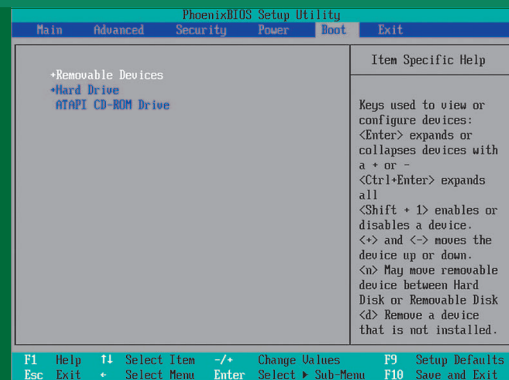 PhoenixBIOS Setup Utility
Main Advanced Security Power Boot Exit
+Removable Devices
+Hard Drive
ATAPI CD-ROM Drive
Item Specific Help
Keys used to view or
configure devices:
<Enter> expands or
collapses devices with
a + or -
<Ctrl+Enter> expands
all
<Shift + 1> enables or
disables a device.
<+> and <-> moves the
device up or down.
<n> May move removable
device between Hard
Disk or Removable Disk
<d> Remove a device
that is not installed.
F1 Help ↑↓ Select Item -/+ Change Values F9 Setup Defaults
Esc Exit ← Select Menu Enter Select ▶ Sub-Menu F10 Save and Exit